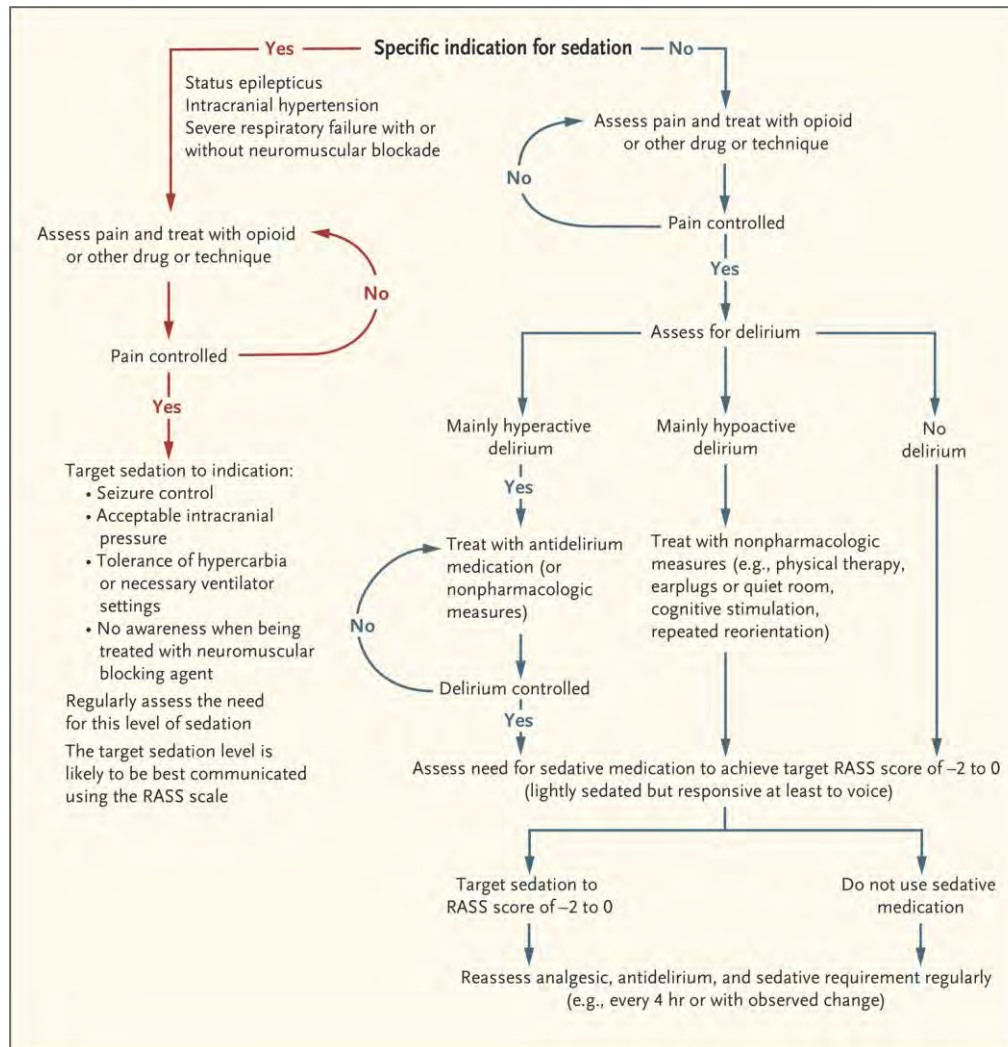 Yes
Specific indication for sedation
No
Status epilepticus
Intracranial hypertension
Severe respiratory failure with or
without neuromuscular blockade
Assess pain and treat with opioid
or other drug or technique
No
Pain controlled
Yes
Target sedation to indication:
• Seizure control
• Acceptable intracranial
pressure
• Tolerance of hypercarbia
or necessary ventilator
settings
• No awareness when being
treated with neuromuscular
blocking agent
Regularly assess the need
for this level of sedation
The target sedation level is
likely to be best communicated
using the RASS scale
Assess pain and treat with opioid
or other drug or technique
No
Pain controlled
Yes
Assess for delirium
Mainly hyperactive
delirium
Yes
Treat with antidelirium
medication (or
nonpharmacologic
measures)
No
Delirium controlled
Yes
Mainly hypoactive
delirium
Treat with nonpharmacologic
measures (e.g., physical therapy,
earplugs or quiet room,
cognitive stimulation,
repeated reorientation)
No
delirium
Assess need for sedative medication to achieve target RASS score of –2 to 0
(lightly sedated but responsive at least to voice)
Target sedation to
RASS score of –2 to 0
Do not use sedative
medication
Reassess analgesic, antidelirium, and sedative requirement regularly
(e.g., every 4 hr or with observed change)